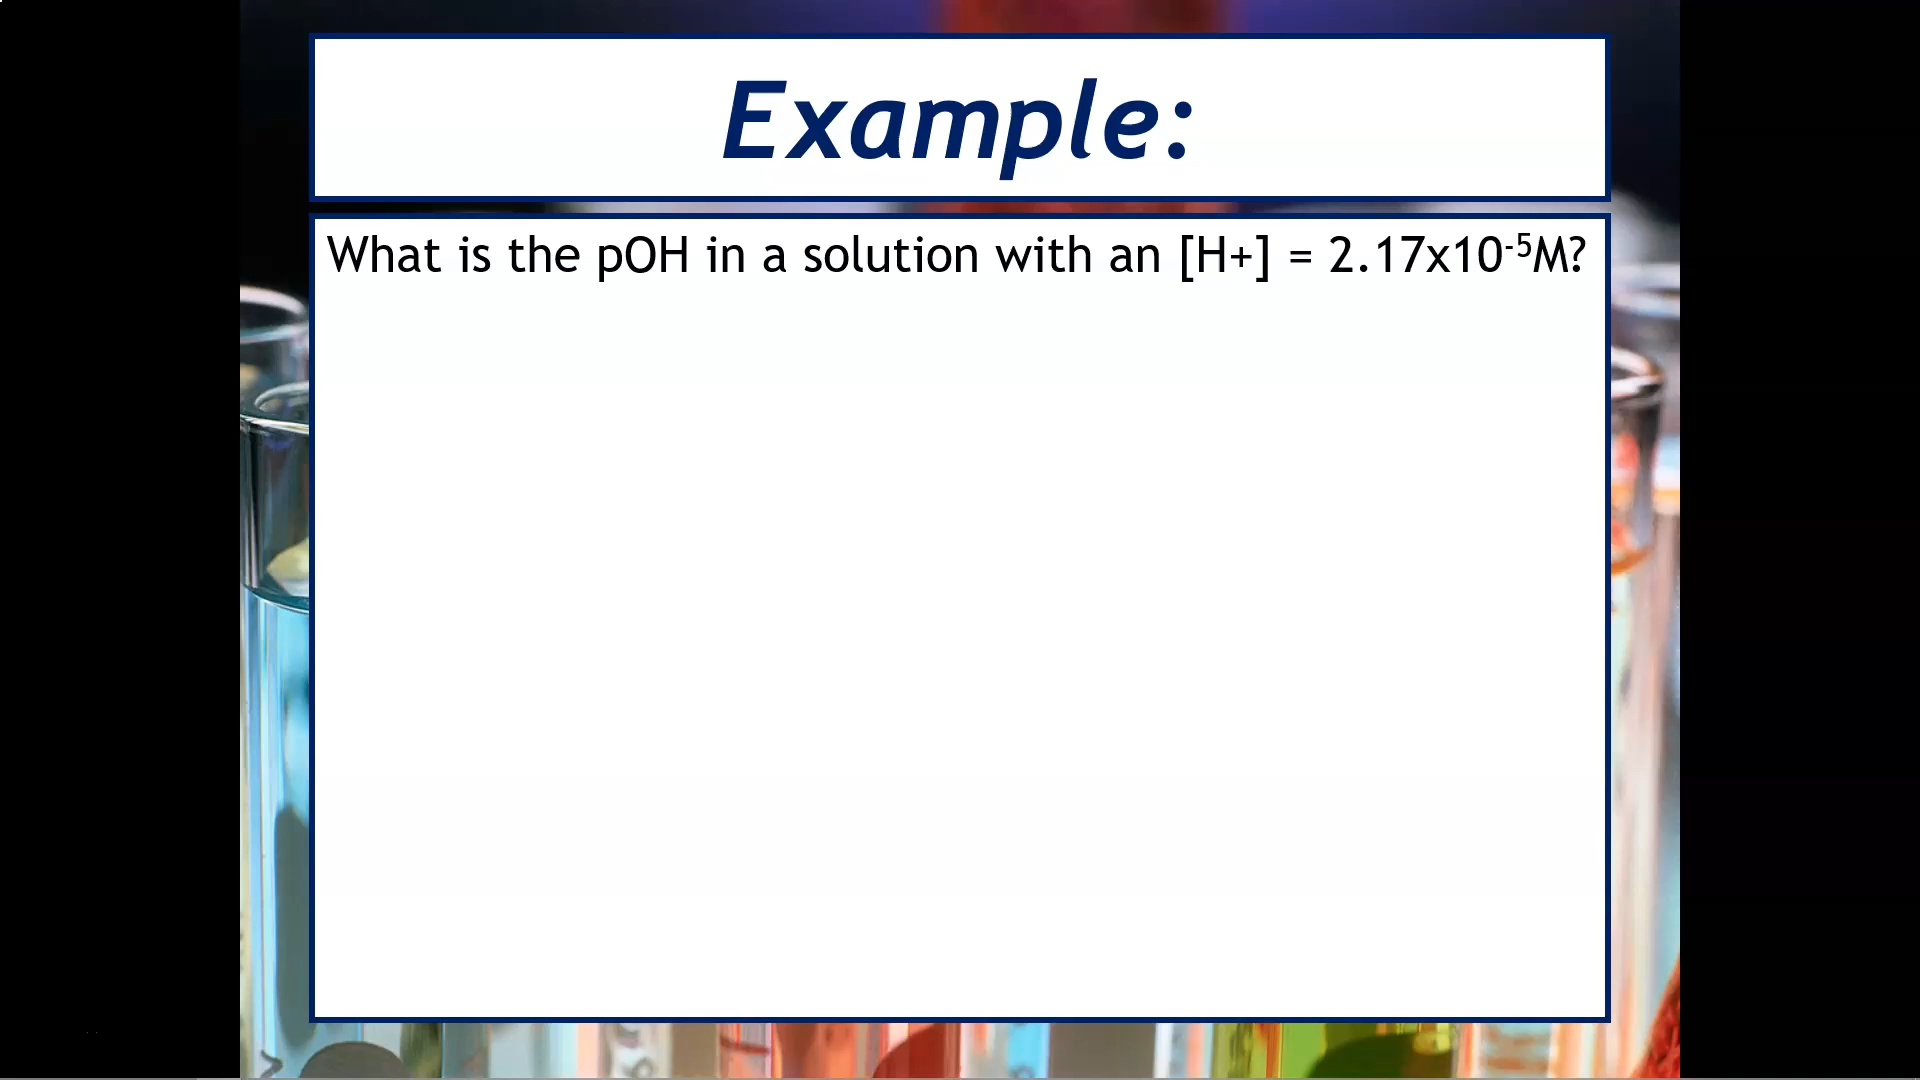 Example:
What is the pOH in a solution with an [H+] = 2.17x10⁻⁵M?